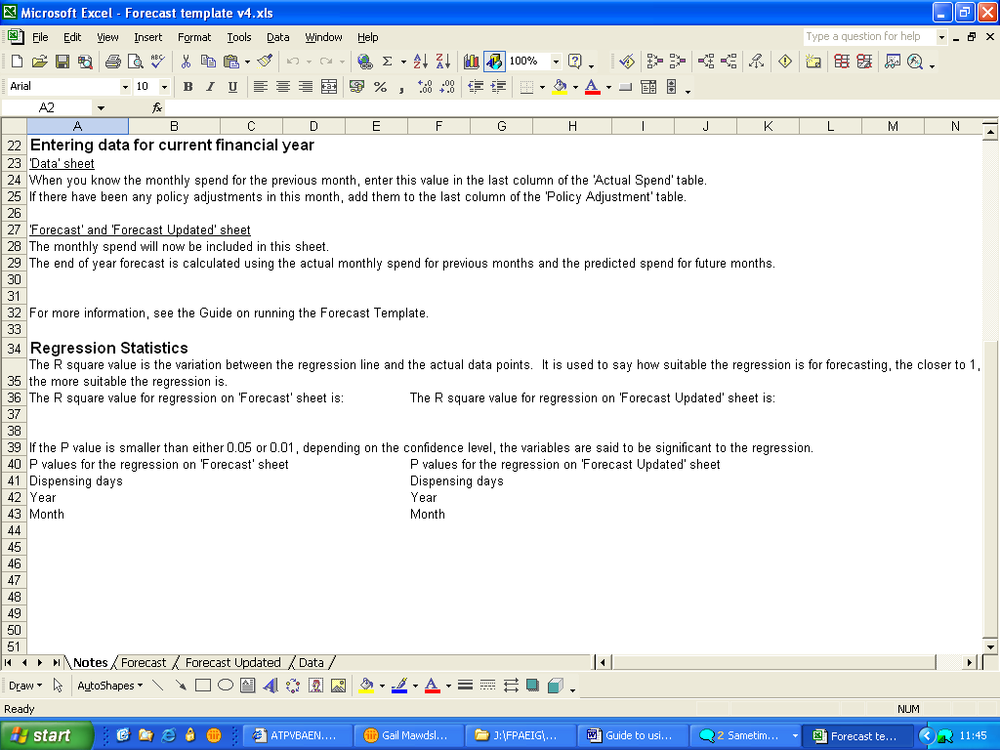 Microsoft Excel - Forecast template v4.xls
File Edit View Insert Format Tools Data Window Help
Type a question for help
100%
Arial 10 B I U % ,
A2 fx
A B C D E F G H I J K L M N
22 Entering data for current financial year
23 'Data' sheet
24 When you know the monthly spend for the previous month, enter this value in the last column of the 'Actual Spend' table.
25 If there have been any policy adjustments in this month, add them to the last column of the 'Policy Adjustment' table.
26
27 'Forecast' and 'Forecast Updated' sheet
28 The monthly spend will now be included in this sheet.
29 The end of year forecast is calculated using the actual monthly spend for previous months and the predicted spend for future months.
30
31
32 For more information, see the Guide on running the Forecast Template.
33
34 Regression Statistics
The R square value is the variation between the regression line and the actual data points.  It is used to say how suitable the regression is for forecasting, the closer to 1,
35 the more suitable the regression is.
36 The R square value for regression on 'Forecast' sheet is: The R square value for regression on 'Forecast Updated' sheet is:
37
38
39 If the P value is smaller than either 0.05 or 0.01, depending on the confidence level, the variables are said to be significant to the regression.
40 P values for the regression on 'Forecast' sheet P values for the regression on 'Forecast Updated' sheet
41 Dispensing days Dispensing days
42 Year Year
43 Month Month
44
45
46
47
48
49
50
51
Notes Forecast Forecast Updated Data
Draw AutoShapes
Ready NUM
start ATPVBAEN.... Gail Mawdsl... J:\FPAEIG\... Guide to usi... 2 Sametim... Forecast te... 11:45